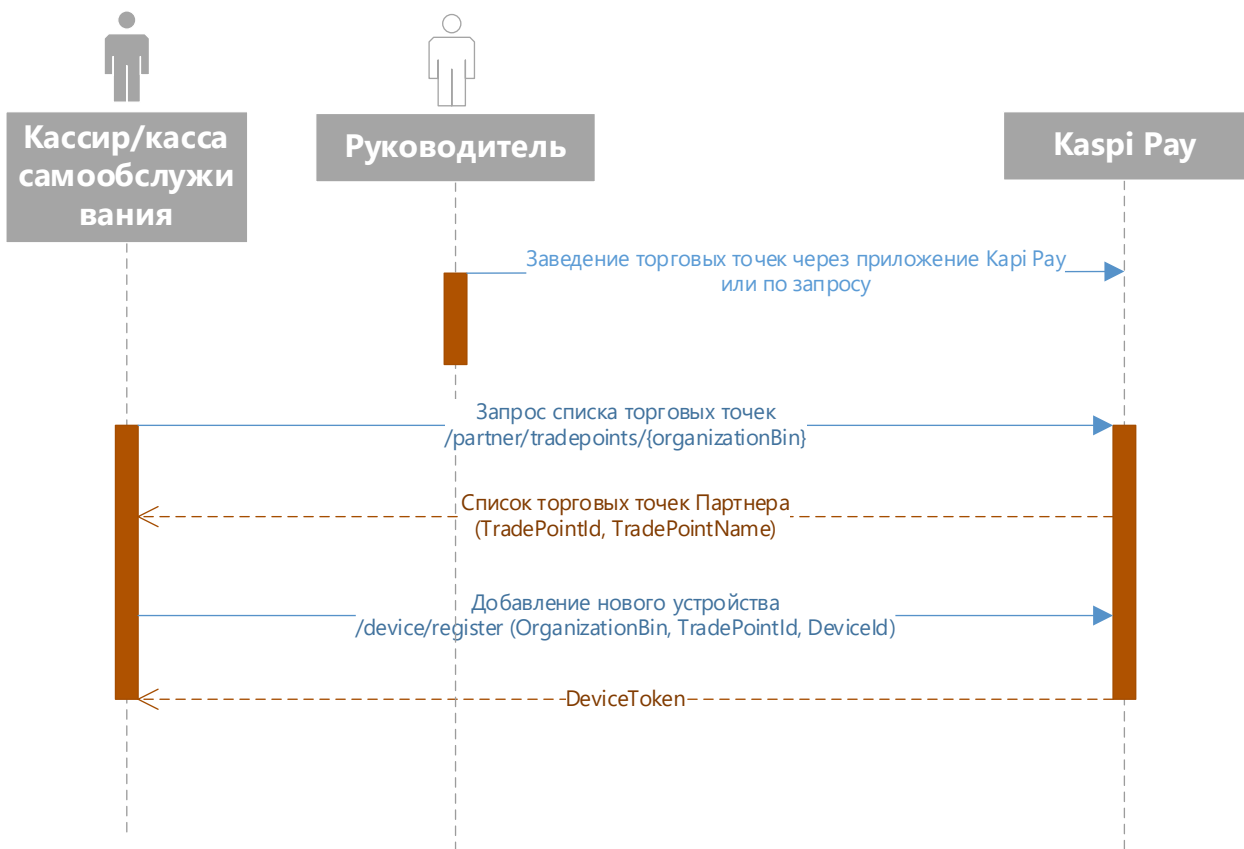 Кассир/касса
самообслужи
вания
Руководитель
Kaspi Pay
Заведение торговых точек через приложение Kapi Pay
или по запросу
Запрос списка торговых точек
/partner/tradepoints/{organizationBin}
Список торговых точек Партнера
(TradePointId, TradePointName)
Добавление нового устройства
/device/register (OrganizationBin, TradePointId, DeviceId)
DeviceToken